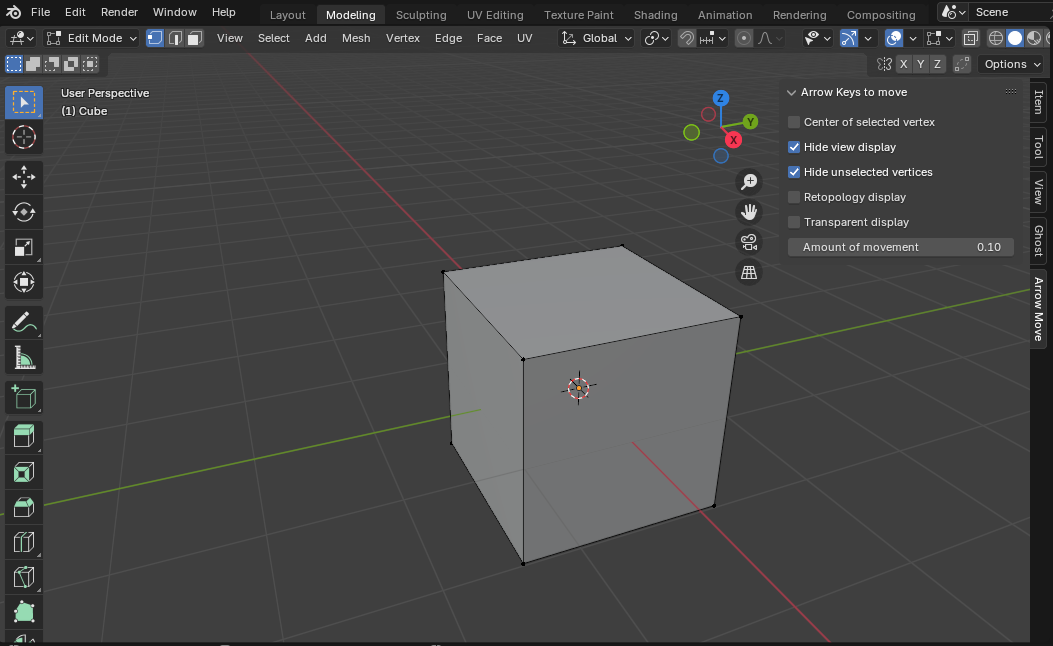 File Edit Render Window Help Layout Modeling Sculpting UV Editing Texture Paint Shading Animation Rendering Compositing Scene
Edit Mode View Select Add Mesh Vertex Edge Face UV Global
X Y Z Options
User Perspective
(1) Cube
Z
Y
X
Arrow Keys to move
Center of selected vertex
Hide view display
Hide unselected vertices
Retopology display
Transparent display
Amount of movement 0.10
Item
Tool
View
Ghost
Arrow Move